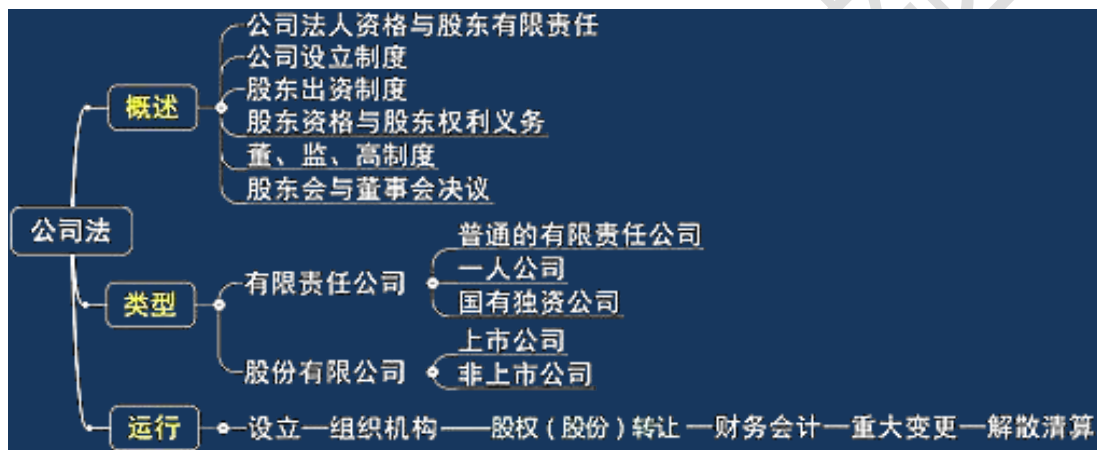 公司法
概述
公司法人资格与股东有限责任
公司设立制度
股东出资制度
股东资格与股东权利义务
董、监、高制度
股东会与董事会决议
类型
有限责任公司
普通的有限责任公司
一人公司
国有独资公司
股份有限公司
上市公司
非上市公司
运行
设立—组织机构——股权(股份)转让—财务会计—重大变更—解散清算